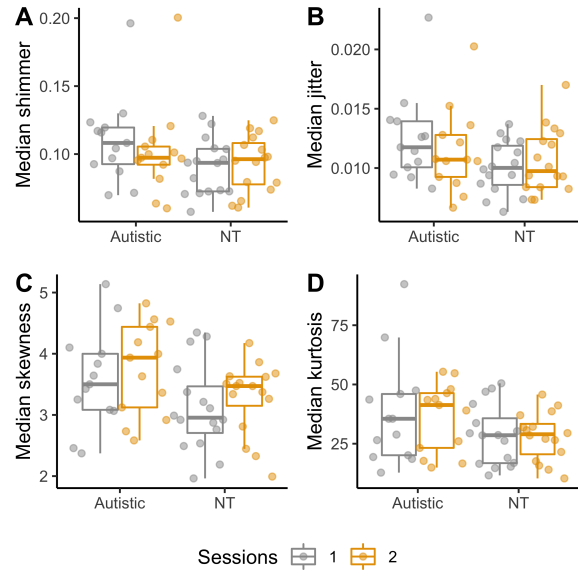 A
Median shimmer
0.20
0.15
0.10
Autistic
NT
B
Median jitter
0.020
0.015
0.010
Autistic
NT
C
Median skewness
5
4
3
2
Autistic
NT
D
Median kurtosis
75
50
25
Autistic
NT
Sessions 1 2